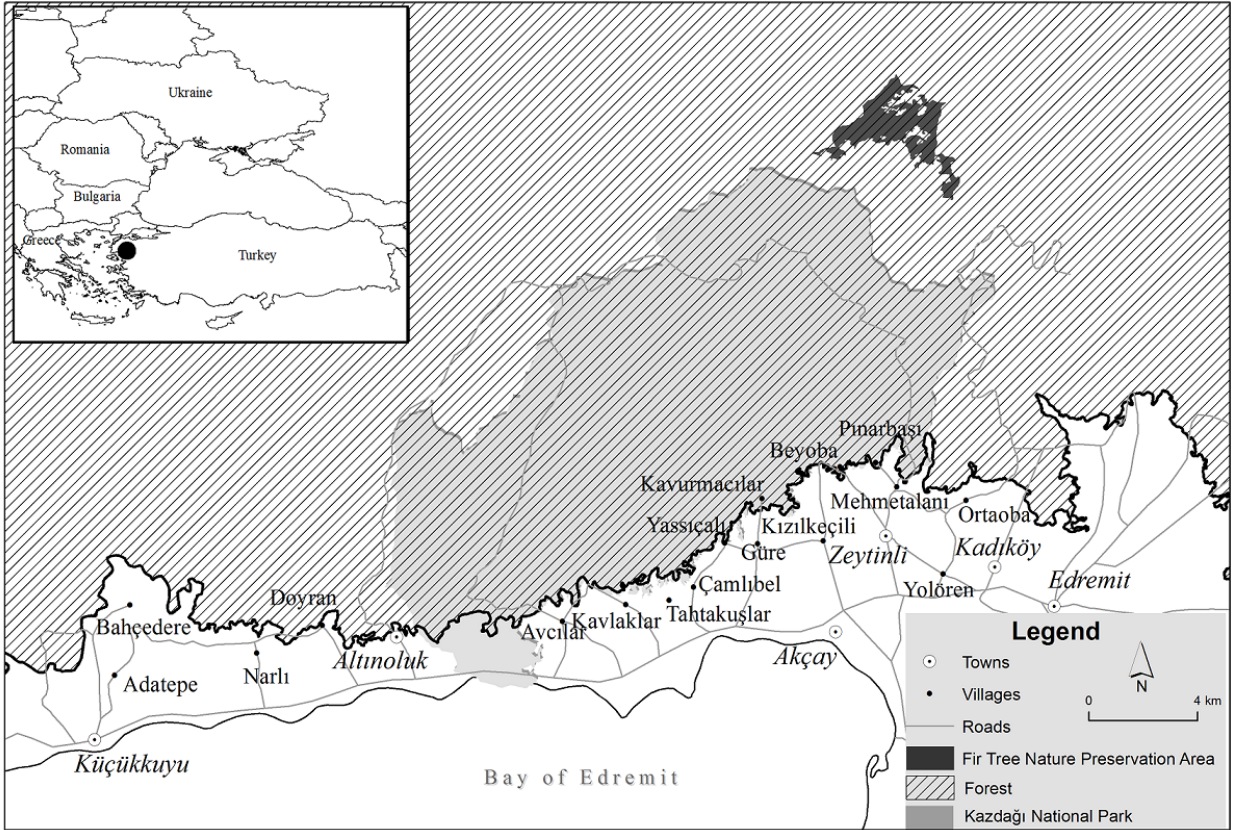 Ukraine
Romania
Bulgaria
Greece
Turkey
Pınarbaşı
Beyoba
Kavurmacılar
Mehmetalanı
Ortaoba
Yassıçalı
Kızılkeçili
Güre
Zeytinli
Kadıköy
Çamlıbel
Yolören
Edremit
Doyran
Bahçedere
Avcılar
Kavlaklar
Tahtakuşlar
Altınoluk
Akçay
Adatepe
Narlı
Küçükkuyu
Bay of Edremit
Legend
Towns
Villages
Roads
Fir Tree Nature Preservation Area
Forest
Kazdağı National Park
N
0 4 km